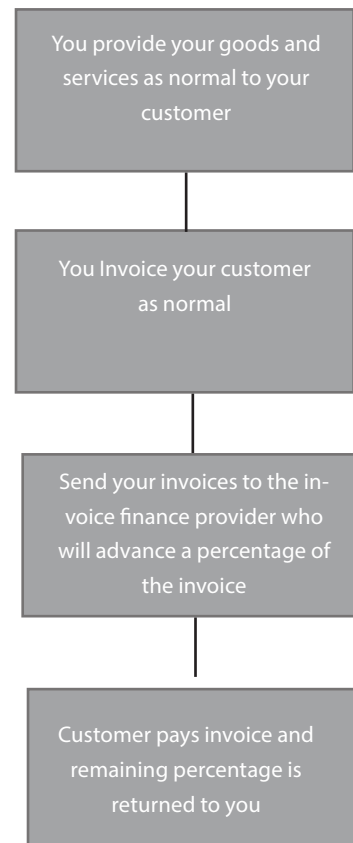 You provide your goods and
services as normal to your
customer
You Invoice your customer
as normal
Send your invoices to the in-
voice finance provider who
will advance a percentage of
the invoice
Customer pays invoice and
remaining percentage is
returned to you